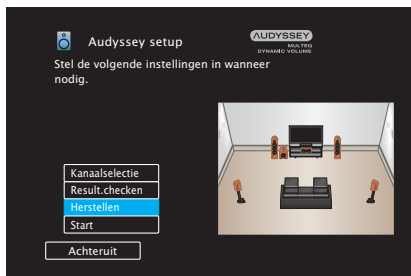 Audyssey setup
AUDYSSEY
MULTEQ
DYNAMIC VOLUME
Stel de volgende instellingen in wanneer
nodig.
Kanaalselectie
Result.checken
Herstellen
Start
Achteruit